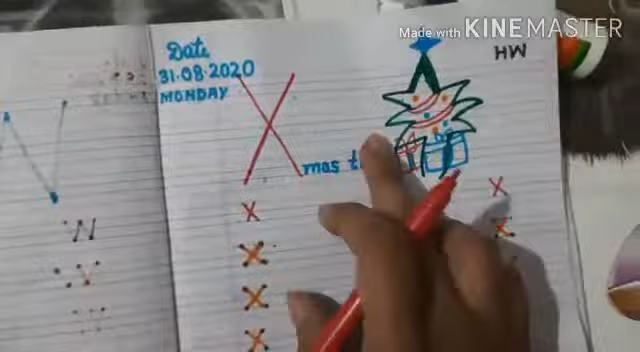 Made with KINEMASTER
Date
31.08.2020
MONDAY
HW
X
mas t
X X
X X
X
X